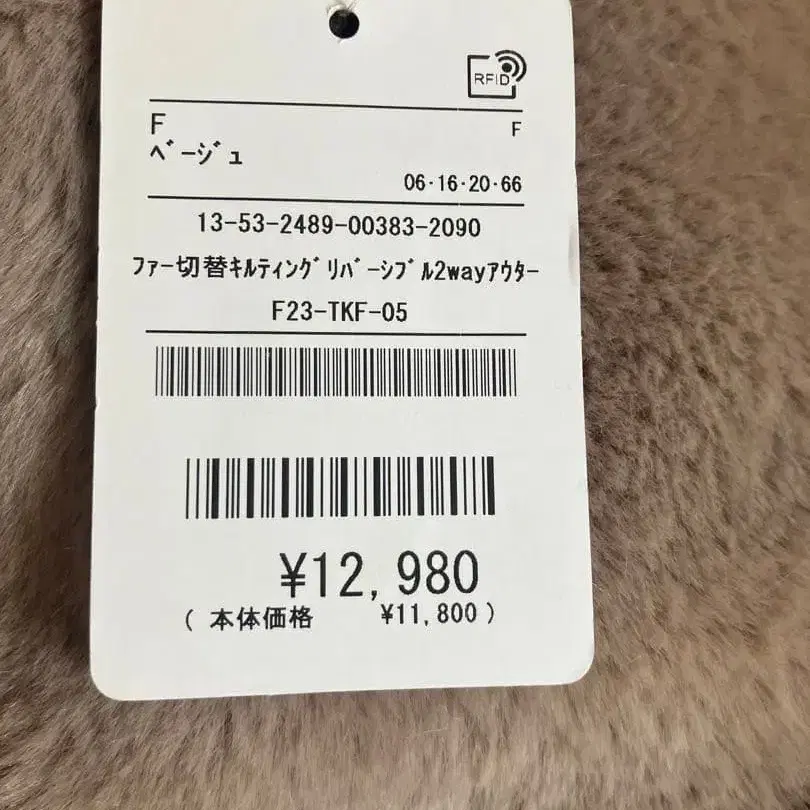 RFID
F F
ﾍﾞｰｼﾞｭ
06･16･20･66
13-53-2489-00383-2090
ﾌｧｰ切替ｷﾙﾃｨﾝｸﾞﾘﾊﾞｰｼﾌﾞﾙ2wayｱｳﾀｰ
F23-TKF-05
¥12,980
( 本体価格 ¥11,800 )